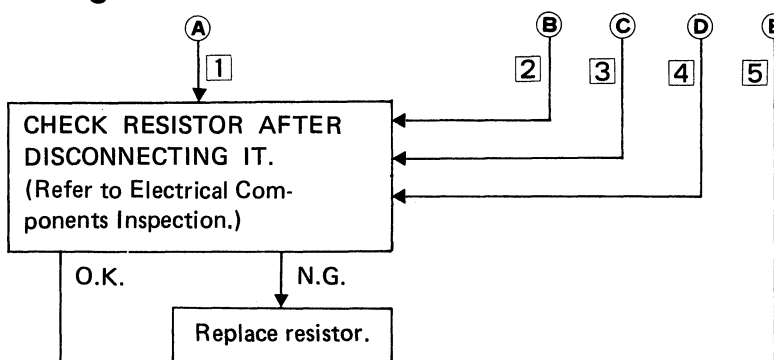 A B C D
1 2 3 4 5
CHECK RESISTOR AFTER
DISCONNECTING IT.
(Refer to Electrical Com-
ponents Inspection.)
O.K. N.G.
Replace resistor.